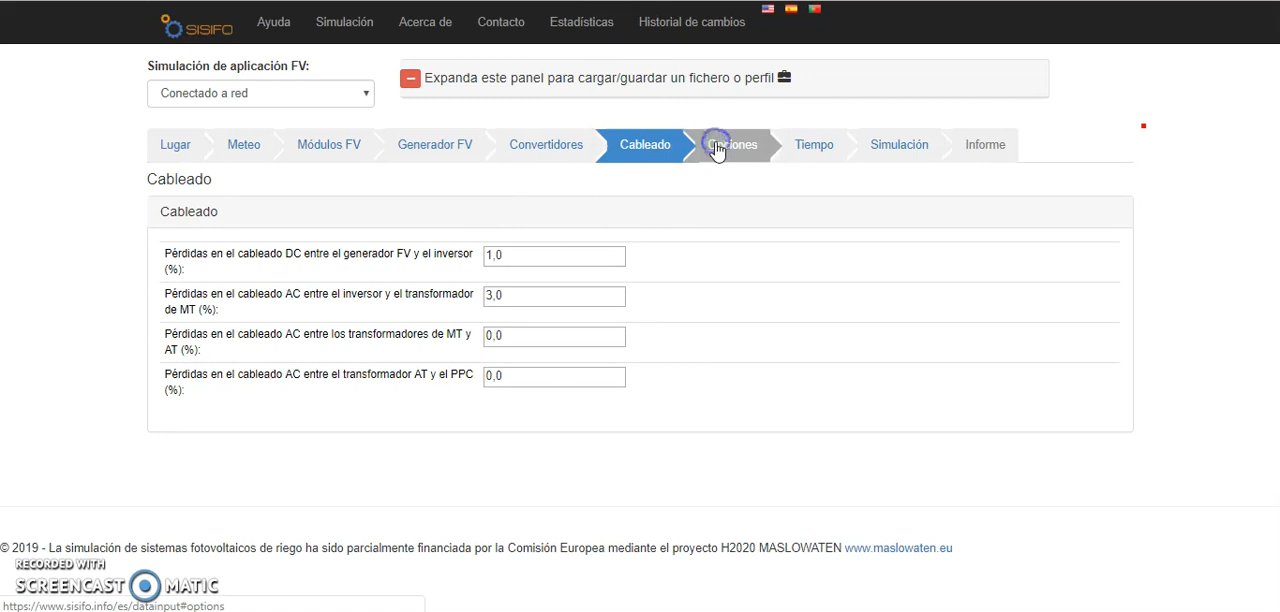 SISIFO Ayuda Simulación Acerca de Contacto Estadísticas Historial de cambios
Simulación de aplicación FV:
Conectado a red
Expanda este panel para cargar/guardar un fichero o perfil
Lugar Meteo Módulos FV Generador FV Convertidores Cableado Opciones Tiempo Simulación Informe
Cableado
Cableado
Pérdidas en el cableado DC entre el generador FV y el inversor
(%):
1,0
Pérdidas en el cableado AC entre el inversor y el transformador
de MT (%):
3,0
Pérdidas en el cableado AC entre los transformadores de MT y
AT (%):
0,0
Pérdidas en el cableado AC entre el transformador AT y el PPC
(%):
0,0
© 2019 - La simulación de sistemas fotovoltaicos de riego ha sido parcialmente financiada por la Comisión Europea mediante el proyecto H2020 MASLOWATEN www.maslowaten.eu
RECORDED WITH
SCREENCAST MATIC
https://www.sisifo.info/es/datainput#options